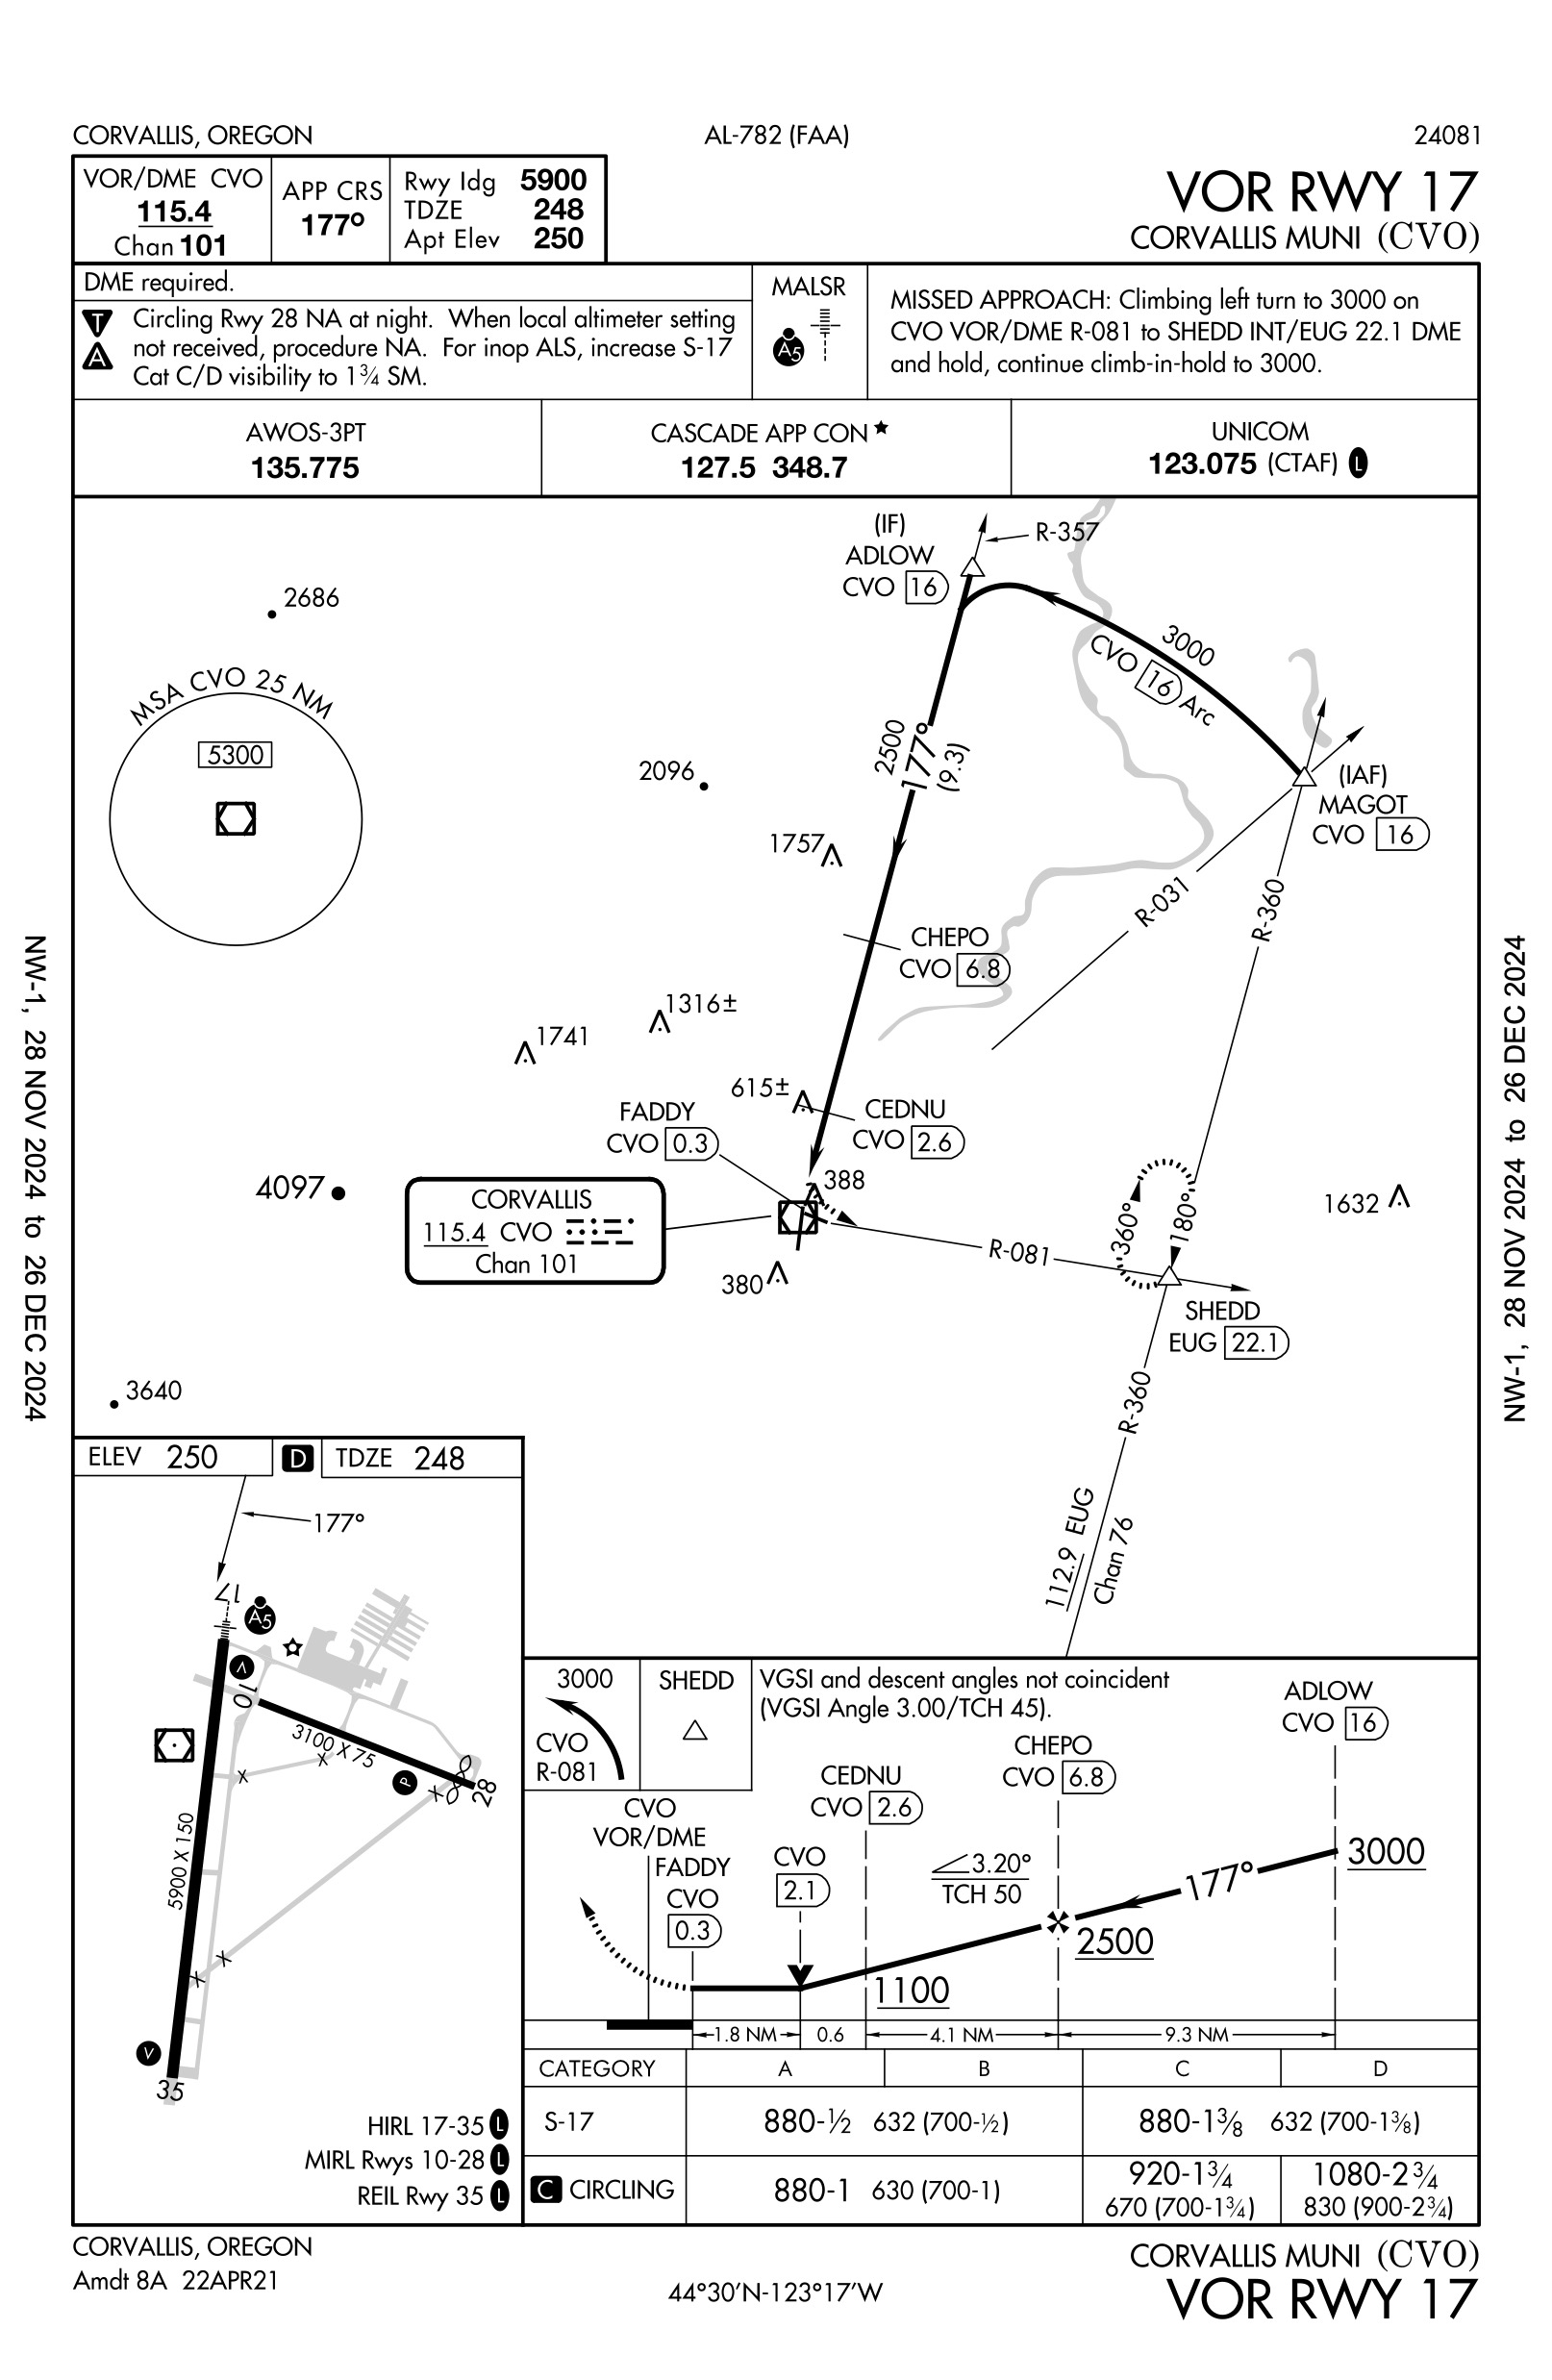 CORVALLIS, OREGON
AL-782 (FAA)
24081
VOR/DME CVO
115.4
Chan 101
APP CRS
177°
Rwy Idg 5900
TDZE 248
Apt Elev 250
VOR RWY 17
CORVALLIS MUNI (CVO)
DME required.
T
A
Circling Rwy 28 NA at night. When local altimeter setting
not received, procedure NA. For inop ALS, increase S-17
Cat C/D visibility to 1¾ SM.
MALSR
A5
MISSED APPROACH: Climbing left turn to 3000 on
CVO VOR/DME R-081 to SHEDD INT/EUG 22.1 DME
and hold, continue climb-in-hold to 3000.
AWOS-3PT
135.775
CASCADE APP CON ★
127.5 348.7
UNICOM
123.075 (CTAF) L
(IF)
ADLOW
CVO 16
R-357
2686
MSA CVO 25 NM
5300
3000
CVO 16 Arc
2500
177°
(9.3)
2096
(IAF)
MAGOT
CVO 16
1757
R-031
R-360
CHEPO
CVO 6.8
1316±
1741
615±
CEDNU
CVO 2.6
FADDY
CVO 0.3
4097
388
CORVALLIS
115.4 CVO
Chan 101
360°
180°
1632
R-081
380
SHEDD
EUG 22.1
3640
R-360
112.9 EUG
Chan 76
NW-1, 28 NOV 2024 to 26 DEC 2024
NW-1, 28 NOV 2024 to 26 DEC 2024
ELEV 250
D
TDZE 248
177°
17
A5
V
10
3100 X 75
P
28
5900 X 150
V
35
HIRL 17-35 L
MIRL Rwys 10-28 L
REIL Rwy 35 L
3000
CVO
R-081
SHEDD
VGSI and descent angles not coincident
(VGSI Angle 3.00/TCH 45).
ADLOW
CVO 16
CHEPO
CVO 6.8
CEDNU
CVO 2.6
CVO
VOR/DME
FADDY
CVO
0.3
CVO
2.1
3.20°
TCH 50
177°
3000
2500
1100
1.8 NM
0.6
4.1 NM
9.3 NM
CATEGORY A B C D
S-17 880-½ 632 (700-½) 880-1⅜ 632 (700-1⅜)
C CIRCLING 880-1 630 (700-1) 920-1¾ 670 (700-1¾) 1080-2¾ 830 (900-2¾)
CORVALLIS, OREGON
Amdt 8A 22APR21
44°30'N-123°17'W
CORVALLIS MUNI (CVO)
VOR RWY 17